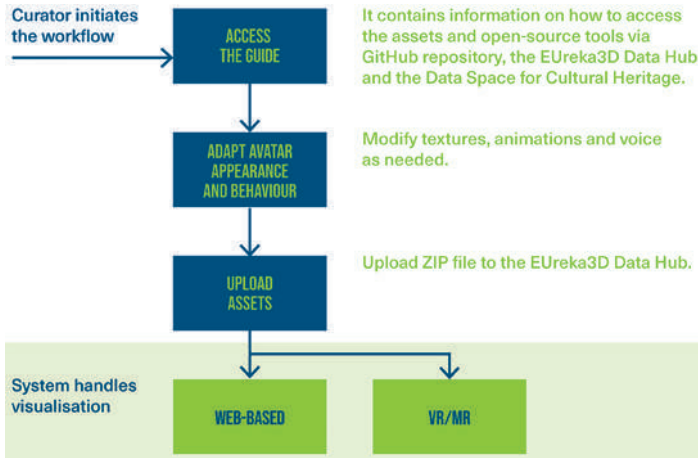 Curator initiates
the workflow
ACCESS
THE GUIDE
It contains information on how to access
the assets and open-source tools via
GitHub repository, the EUreka3D Data Hub
and the Data Space for Cultural Heritage.
ADAPT AVATAR
APPEARANCE
AND BEHAVIOUR
Modify textures, animations and voice
as needed.
UPLOAD
ASSETS
Upload ZIP file to the EUreka3D Data Hub.
System handles
visualisation
WEB-BASED
VR/MR